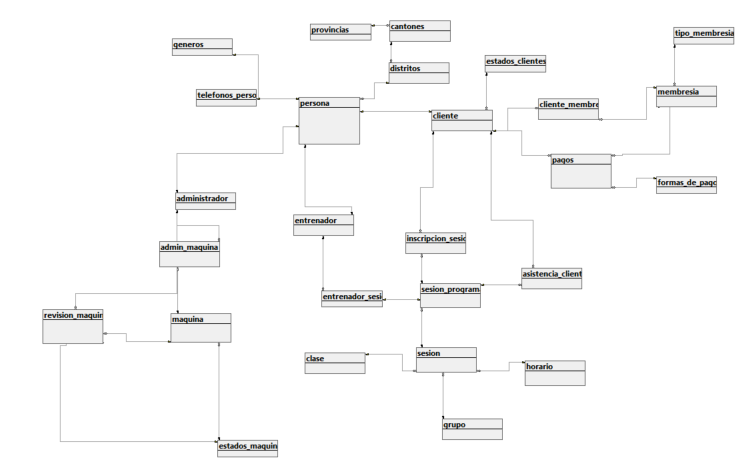 provincias
cantones
tipo_membresia
generos
estados_clientes
distritos
telefonos_perso
persona
cliente_membre
membresia
cliente
pagos
formas_de_pago
administrador
entrenador
inscripcion_sesio
admin_maquina
asistencia_client
entrenador_sesi
sesion_program
revision_maquin
maquina
clase
sesion
horario
grupo
estados_maquin